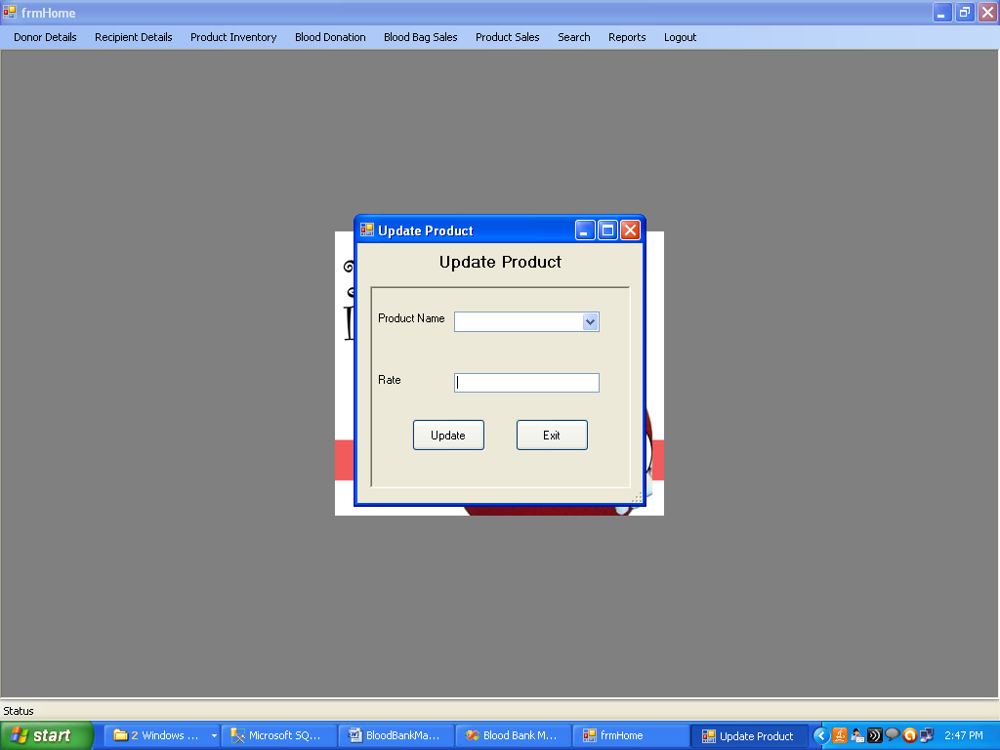 frmHome
Donor Details Recipient Details Product Inventory Blood Donation Blood Bag Sales Product Sales Search Reports Logout
Update Product
Update Product
Product Name
Rate
Update Exit
Status
start 2 Windows ... Microsoft SQ... BloodBankMa... Blood Bank M... frmHome Update Product 2:47 PM